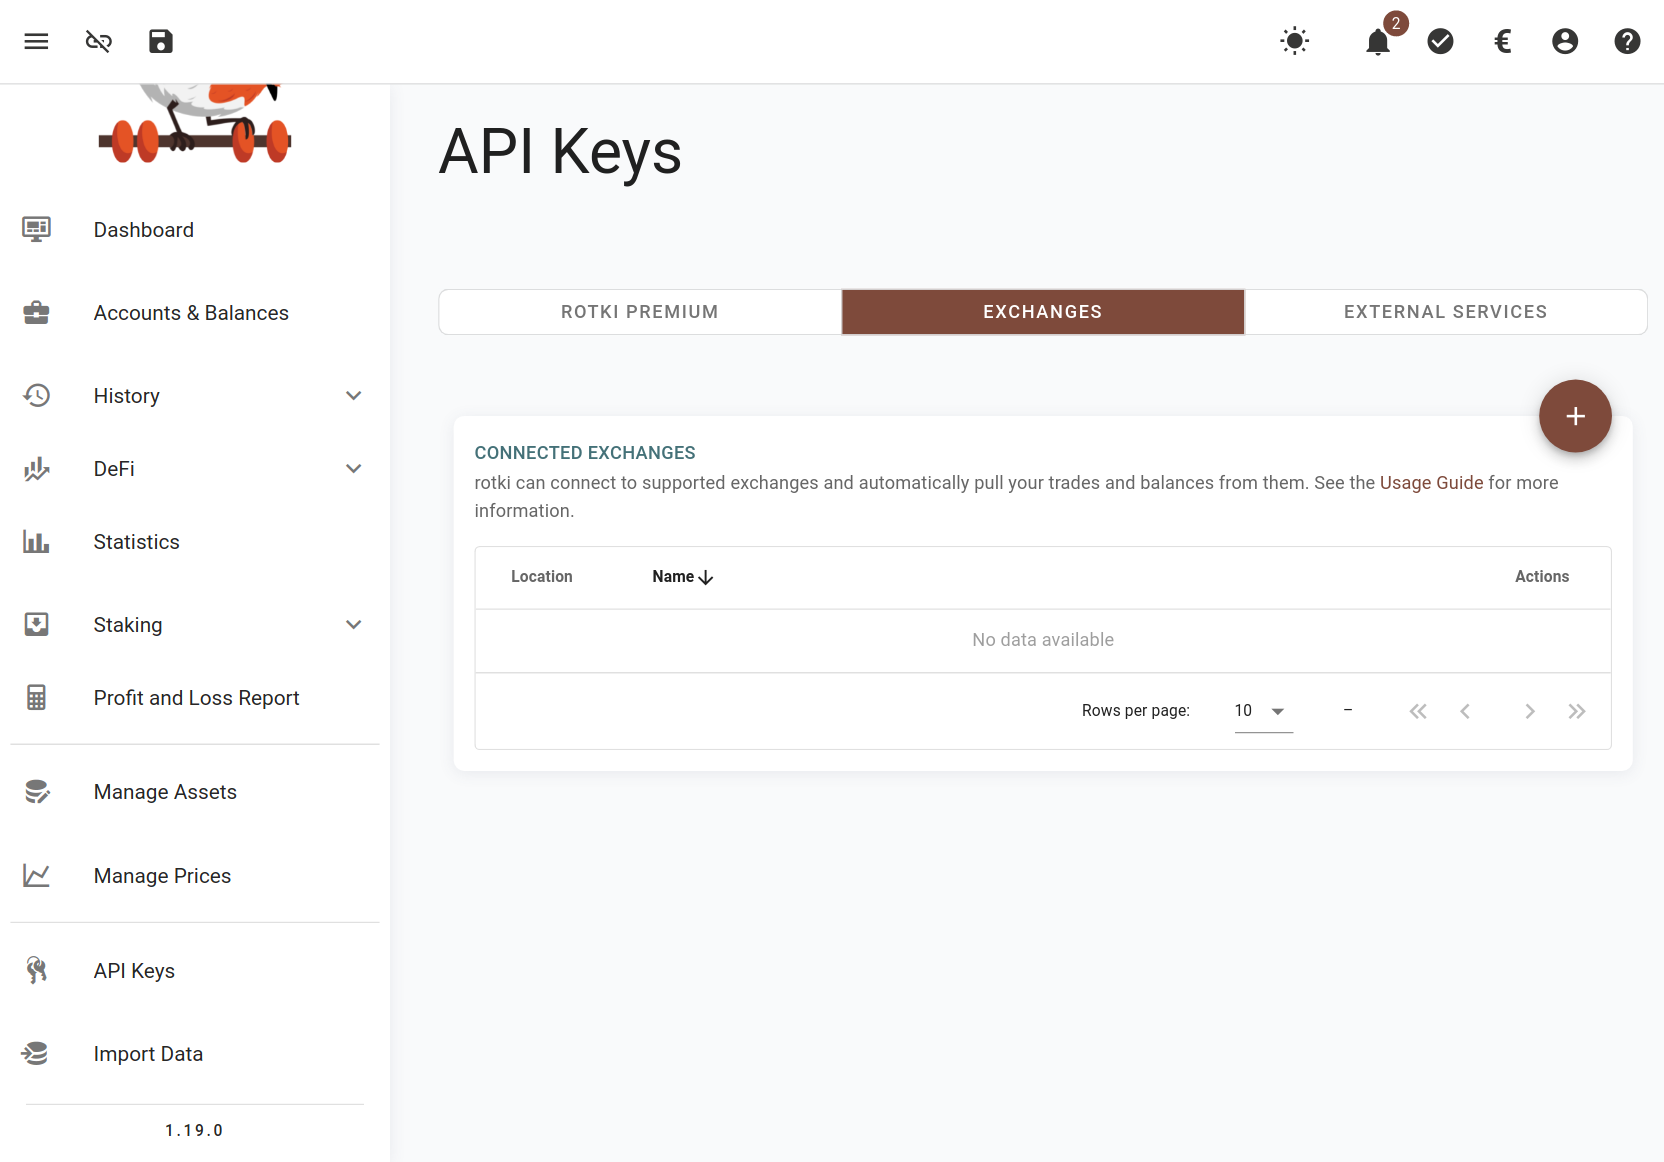 2
€
API Keys
Dashboard
Accounts & Balances
History
DeFi
Statistics
Staking
Profit and Loss Report
Manage Assets
Manage Prices
API Keys
Import Data
1.19.0
ROTKI PREMIUM
EXCHANGES
EXTERNAL SERVICES
+
CONNECTED EXCHANGES
rotki can connect to supported exchanges and automatically pull your trades and balances from them. See the Usage Guide for more
information.
Location Name Actions
No data available
Rows per page: 10 –